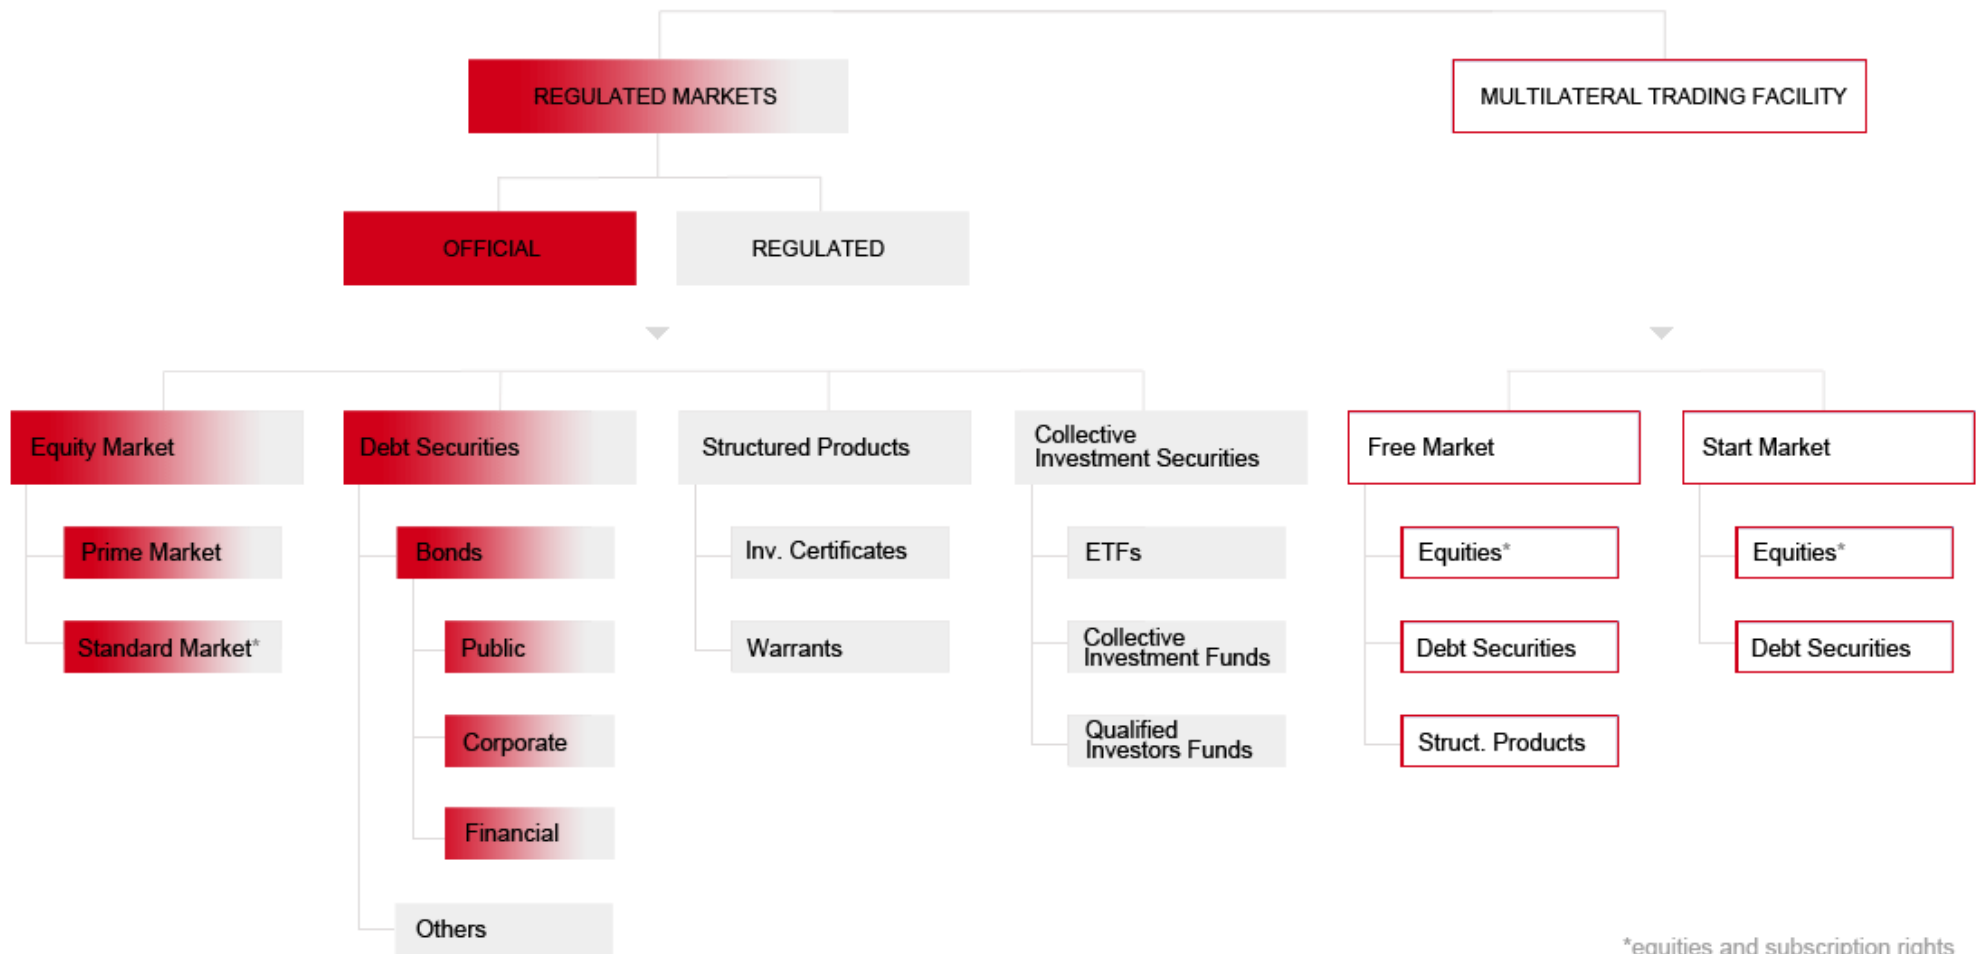 REGULATED MARKETS
MULTILATERAL TRADING FACILITY
OFFICIAL
REGULATED
Equity Market
Debt Securities
Structured Products
Collective
Investment Securities
Free Market
Start Market
Prime Market
Bonds
Inv. Certificates
ETFs
Equities*
Equities*
Standard Market*
Public
Warrants
Collective
Investment Funds
Debt Securities
Debt Securities
Corporate
Qualified
Investors Funds
Struct. Products
Financial
Others
*equities and subscription rights